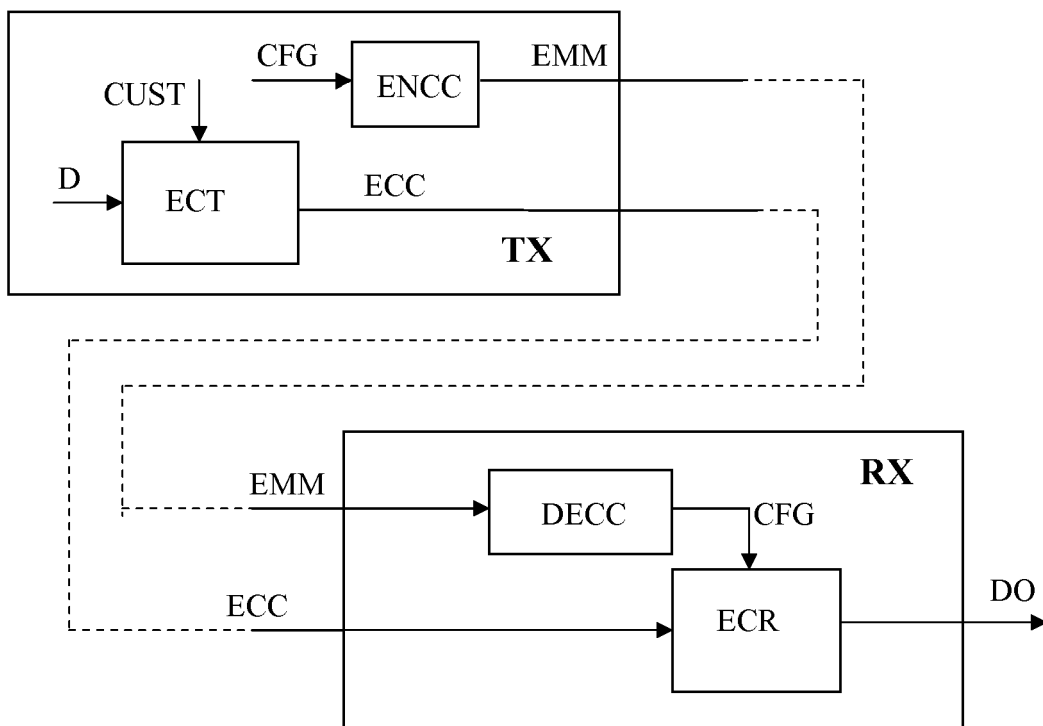 CFG
ENCC
EMM
CUST
D
ECT
ECC
TX
RX
EMM
DECC
CFG
ECC
ECR
DO